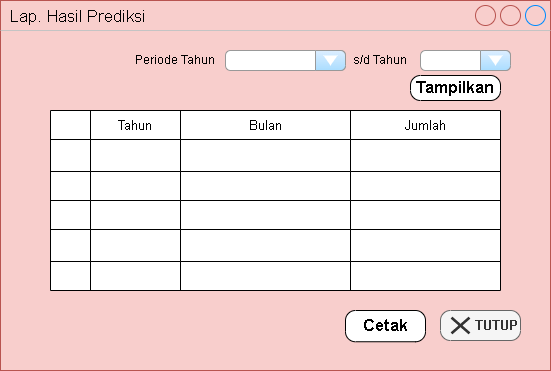 Lap. Hasil Prediksi
Periode Tahun s/d Tahun
Tampilkan
Tahun Bulan Jumlah
Cetak TUTUP